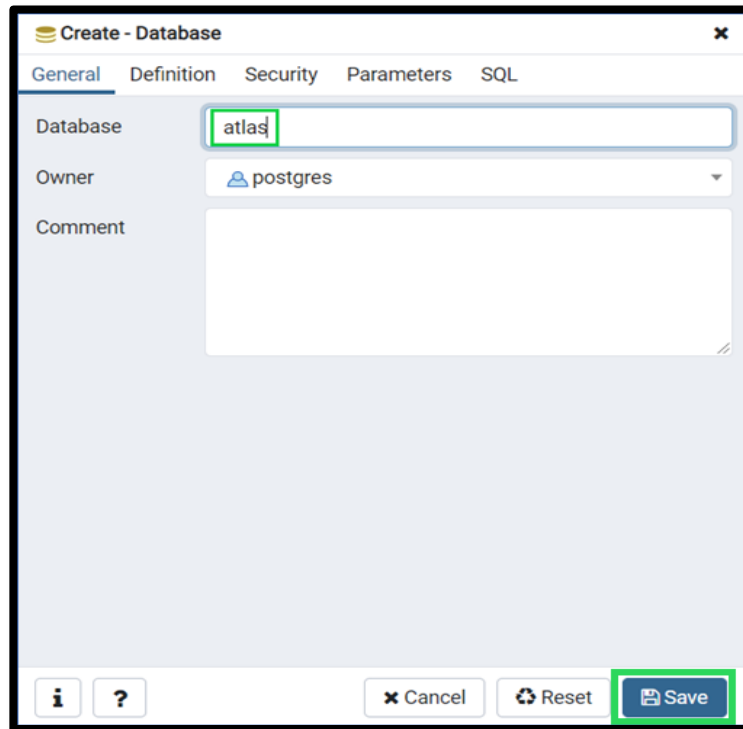 Create - Database
General Definition Security Parameters SQL
Database atlas
Owner postgres
Comment
i ? Cancel Reset Save